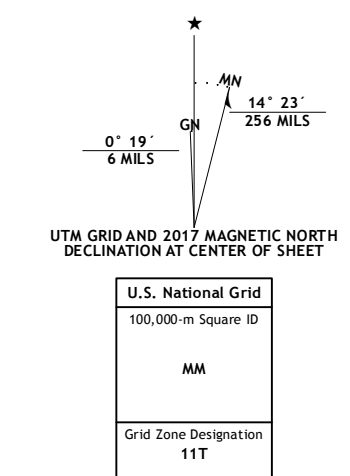 ★
MN
GN
14° 23´
256 MILS
0° 19´
6 MILS
UTM GRID AND 2017 MAGNETIC NORTH
DECLINATION AT CENTER OF SHEET
U.S. National Grid
100,000-m Square ID
MM
Grid Zone Designation
11T